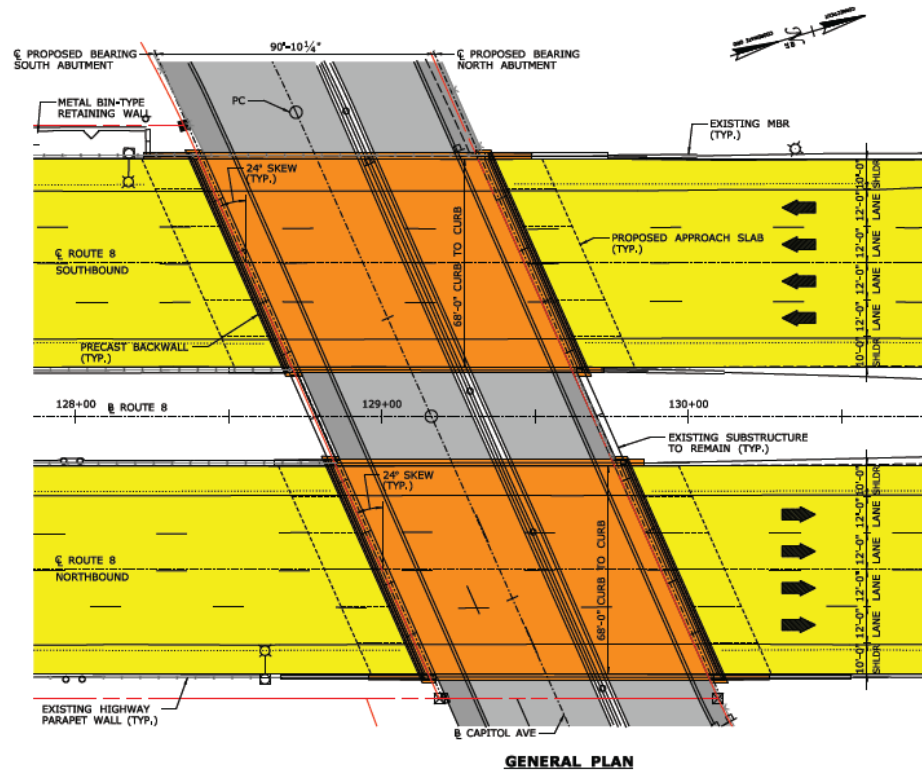 ℄ PROPOSED BEARING
SOUTH ABUTMENT
90'-10¼"
℄ PROPOSED BEARING
NORTH ABUTMENT
METAL BIN-TYPE
RETAINING WALL
PC
EXISTING MBR
(TYP.)
24° SKEW
(TYP.)
℄ ROUTE 8
SOUTHBOUND
68'-0" CURB TO CURB
PROPOSED APPROACH SLAB
(TYP.)
10'-0" SHLDR
12'-0" LANE
12'-0" LANE
12'-0" LANE
12'-0" LANE
10'-0" SHLDR
PRECAST BACKWALL
(TYP.)
128+00
B ROUTE 8
129+00
130+00
EXISTING SUBSTRUCTURE
TO REMAIN (TYP.)
24° SKEW
(TYP.)
℄ ROUTE 8
NORTHBOUND
68'-0" CURB TO CURB
10'-0" SHLDR
12'-0" LANE
12'-0" LANE
12'-0" LANE
12'-0" LANE
10'-0" SHLDR
EXISTING HIGHWAY
PARAPET WALL (TYP.)
B CAPITOL AVE
GENERAL PLAN